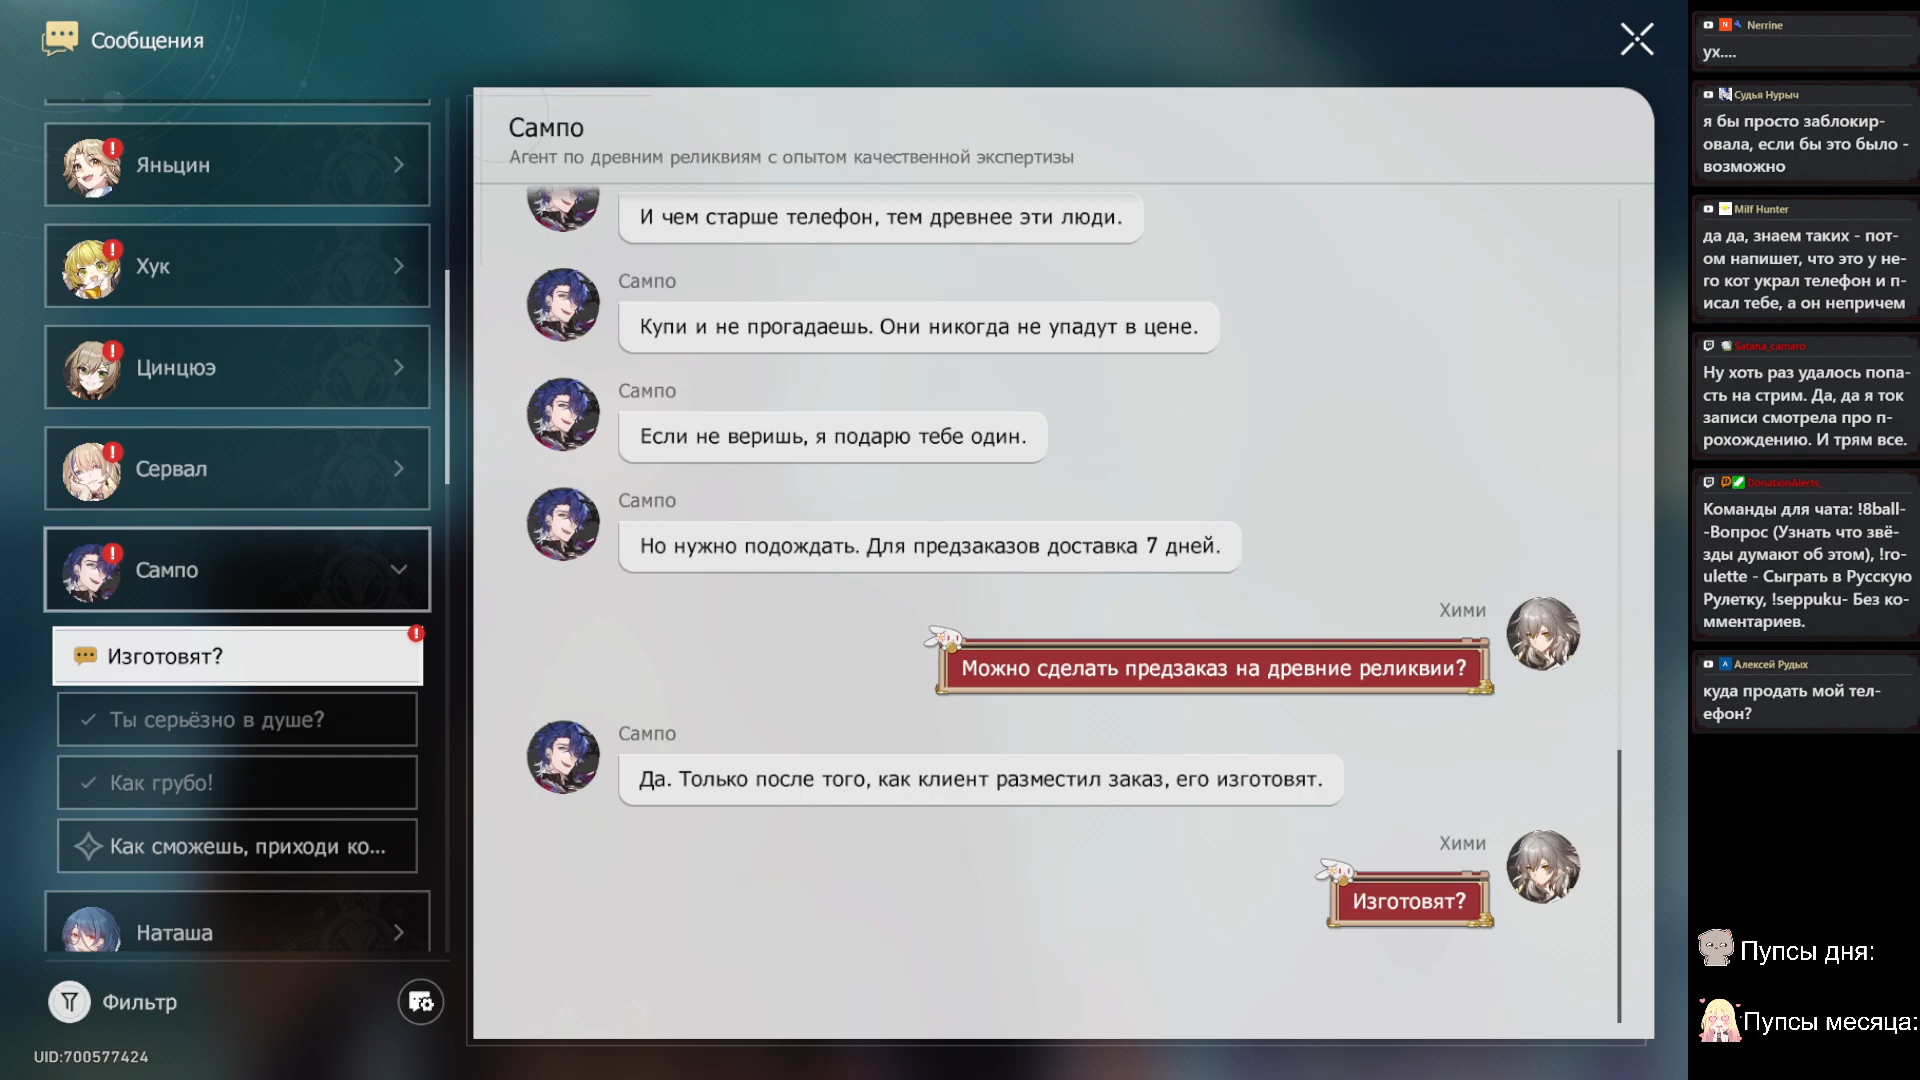 Сообщения
Яньцин
Хук
Цинцюэ
Сервал
Сампо
Изготовят?
Ты серьёзно в душе?
Как грубо!
Как сможешь, приходи ко...
Наташа
Фильтр
UID:700577424
Сампо
Агент по древним реликвиям с опытом качественной экспертизы
И чем старше телефон, тем древнее эти люди.
Сампо
Купи и не прогадаешь. Они никогда не упадут в цене.
Сампо
Если не веришь, я подарю тебе один.
Сампо
Но нужно подождать. Для предзаказов доставка 7 дней.
Хими
Можно сделать предзаказ на древние реликвии?
Сампо
Да. Только после того, как клиент разместил заказ, его изготовят.
Хими
Изготовят?
Nerrine
ух....
Судья Нурыч
я бы просто заблокир-
овала, если бы это было -
возможно
Milf Hunter
да да, знаем таких - пот-
ом напишет, что это у не-
го кот украл телефон и п-
исал тебе, а он непричем
Satana_camaro
Ну хоть раз удалось попа-
сть на стрим. Да, да я ток
записи смотрела про п-
рохождению. И трям все.
DonationAlerts_
Команды для чата: !8ball-
-Вопрос (Узнать что звё-
зды думают об этом), !ro-
ulette - Сыграть в Русскую
Рулетку, !seppuku- Без ко-
мментариев.
Алексей Рудых
куда продать мой тел-
ефон?
Пупсы дня:
Пупсы месяца: